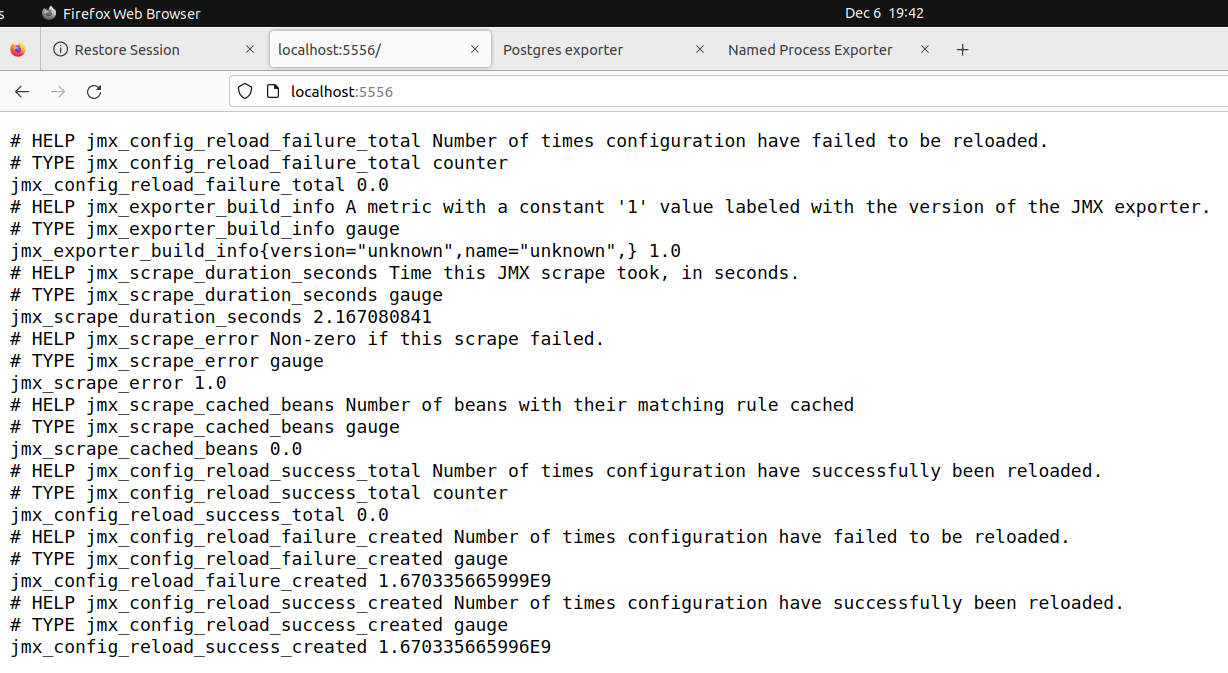 s Firefox Web Browser Dec 6 19:42
Restore Session localhost:5556/ Postgres exporter Named Process Exporter
localhost:5556
# HELP jmx_config_reload_failure_total Number of times configuration have failed to be reloaded.
# TYPE jmx_config_reload_failure_total counter
jmx_config_reload_failure_total 0.0
# HELP jmx_exporter_build_info A metric with a constant '1' value labeled with the version of the JMX exporter.
# TYPE jmx_exporter_build_info gauge
jmx_exporter_build_info{version="unknown",name="unknown",} 1.0
# HELP jmx_scrape_duration_seconds Time this JMX scrape took, in seconds.
# TYPE jmx_scrape_duration_seconds gauge
jmx_scrape_duration_seconds 2.167080841
# HELP jmx_scrape_error Non-zero if this scrape failed.
# TYPE jmx_scrape_error gauge
jmx_scrape_error 1.0
# HELP jmx_scrape_cached_beans Number of beans with their matching rule cached
# TYPE jmx_scrape_cached_beans gauge
jmx_scrape_cached_beans 0.0
# HELP jmx_config_reload_success_total Number of times configuration have successfully been reloaded.
# TYPE jmx_config_reload_success_total counter
jmx_config_reload_success_total 0.0
# HELP jmx_config_reload_failure_created Number of times configuration have failed to be reloaded.
# TYPE jmx_config_reload_failure_created gauge
jmx_config_reload_failure_created 1.670335665999E9
# HELP jmx_config_reload_success_created Number of times configuration have successfully been reloaded.
# TYPE jmx_config_reload_success_created gauge
jmx_config_reload_success_created 1.670335665996E9